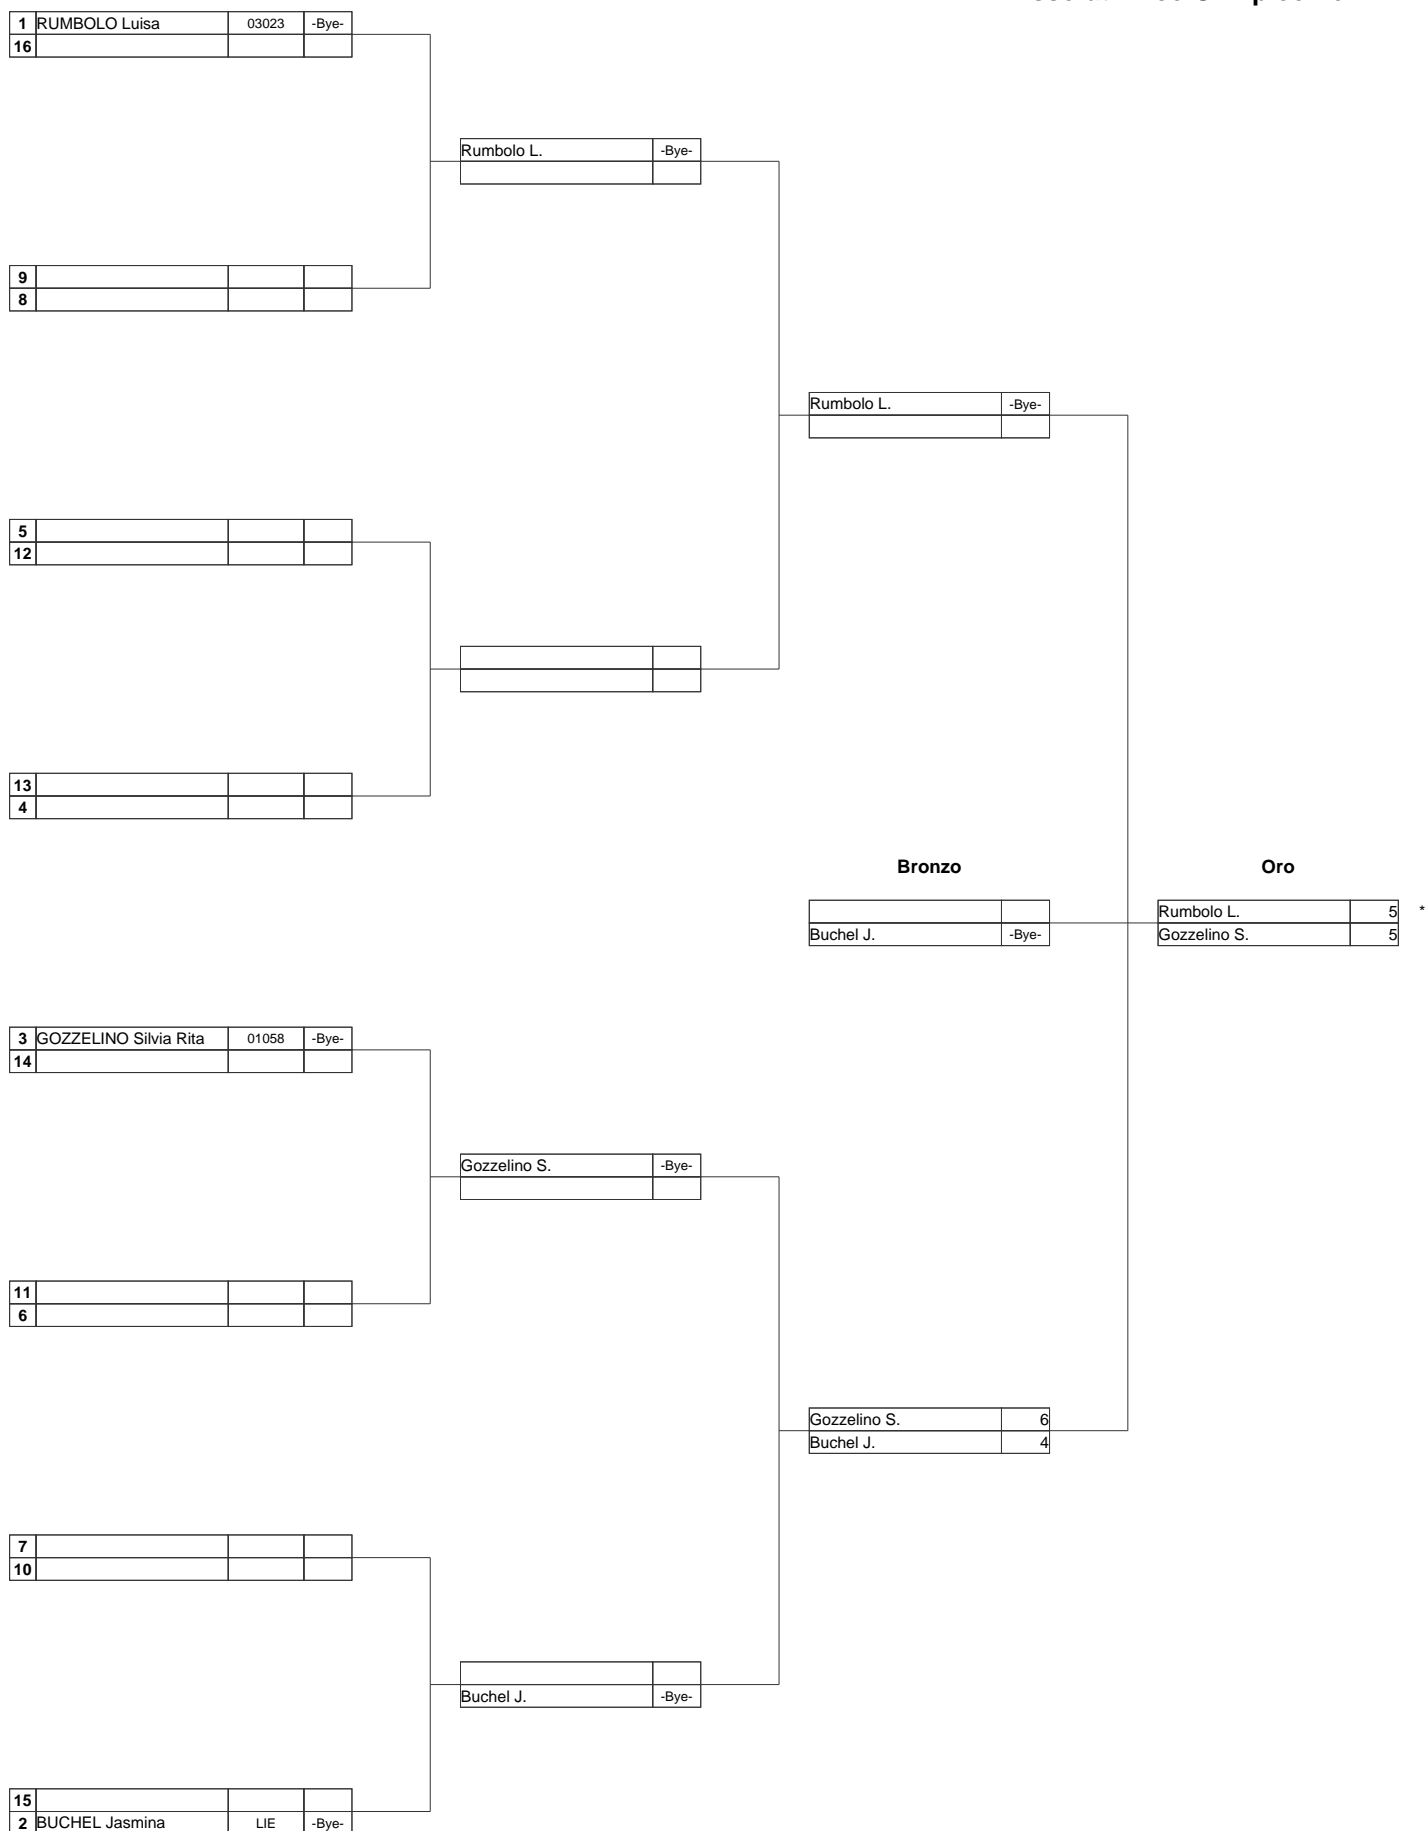 1 RUMBOLO Luisa 03023 -Bye-
16
Rumbolo L. -Bye-
9
8
Rumbolo L. -Bye-
5
12
13
4
Bronzo Oro
Rumbolo L. 5 *
Buchel J. -Bye- Gozzelino S. 5
3 GOZZELINO Silvia Rita 01058 -Bye-
14
Gozzelino S. -Bye-
11
6
Gozzelino S. 6
Buchel J. 4
7
10
Buchel J. -Bye-
15
2 BUCHEL Jasmina LIE -Bye-